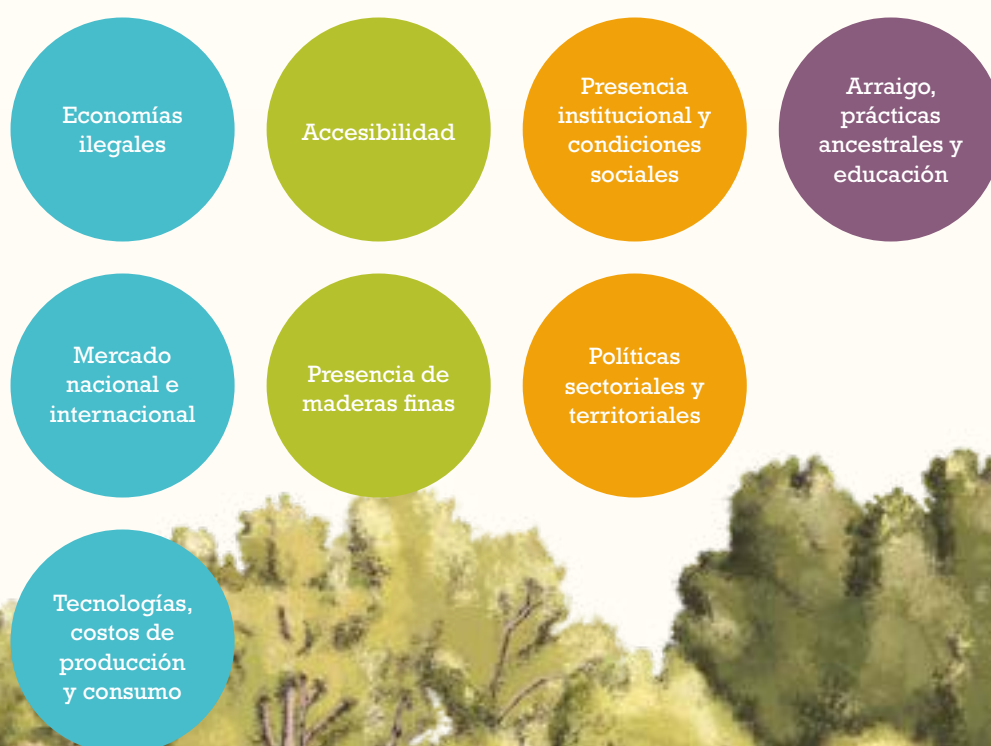 Economías
ilegales
Accesibilidad
Presencia
institucional y
condiciones
sociales
Arraigo,
prácticas
ancestrales y
educación
Mercado
nacional e
internacional
Presencia de
maderas finas
Políticas
sectoriales y
territoriales
Tecnologías,
costos de
producción
y consumo